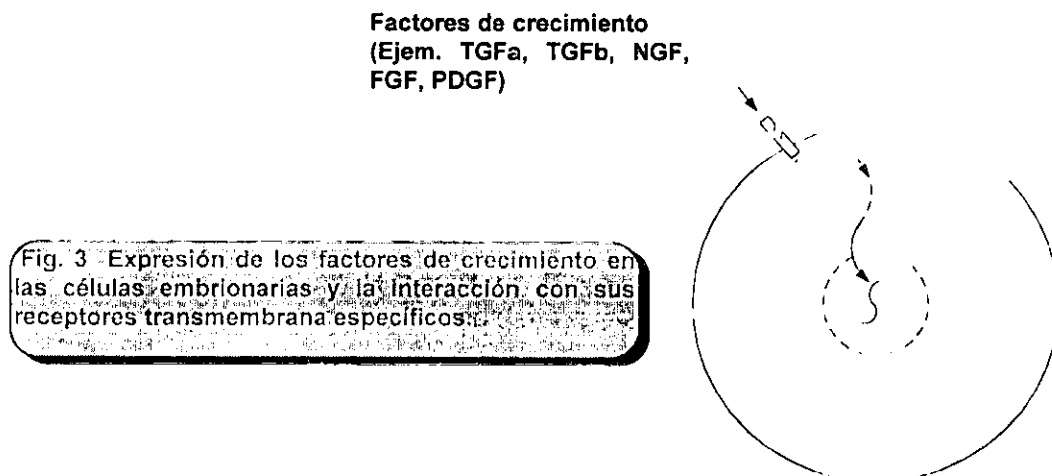 Factores de crecimiento
(Ejem. TGFa, TGFb, NGF,
FGF, PDGF)
Fig. 3 Expresión de los factores de crecimiento en
las células embrionarias y la interacción con sus
receptores transmembrana específicos.